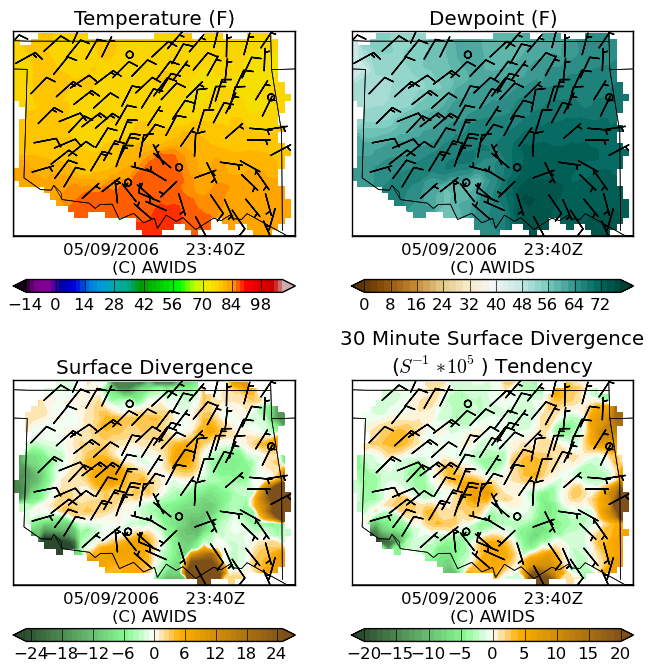 Temperature (F)
Dewpoint (F)
05/09/2006 23:40Z
(C) AWIDS
05/09/2006 23:40Z
(C) AWIDS
−14 0 14 28 42 56 70 84 98
0 8 16 24 32 40 48 56 64 72
Surface Divergence
30 Minute Surface Divergence
(S⁻¹ *10⁵ ) Tendency
05/09/2006 23:40Z
(C) AWIDS
05/09/2006 23:40Z
(C) AWIDS
−24 −18 −12 −6 0 6 12 18 24
−20 −15 −10 −5 0 5 10 15 20